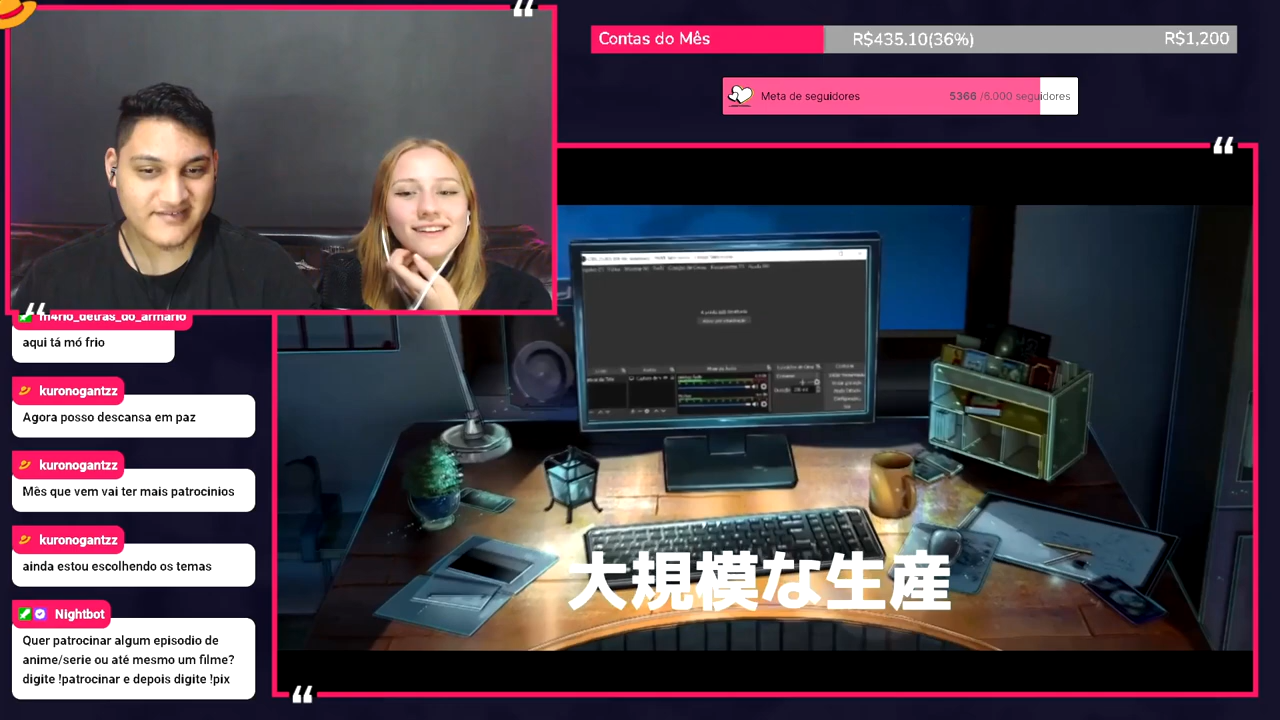 Contas do Mês R$435.10(36%) R$1,200
Meta de seguidores 5366 /6.000 seguidores
m4rio_detras_do_armario
aqui tá mó frio
kuronogantzz
Agora posso descansa em paz
kuronogantzz
Mês que vem vai ter mais patrocinios
kuronogantzz
ainda estou escolhendo os temas
Nightbot
Quer patrocinar algum episodio de
anime/serie ou até mesmo um filme?
digite !patrocinar e depois digite !pix
大規模な生産